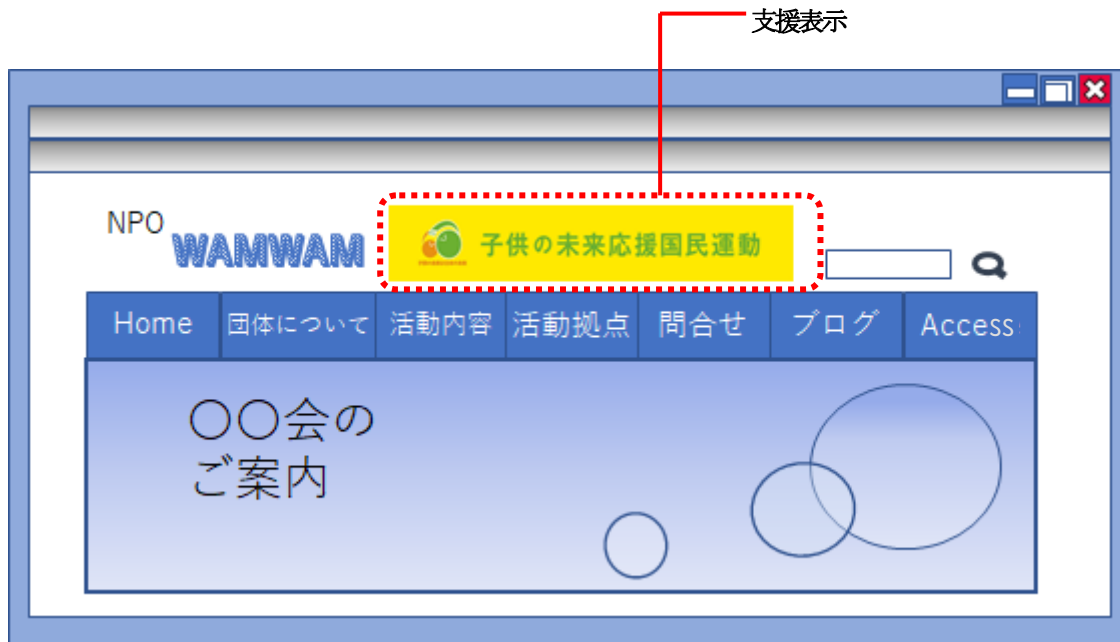 支援表示
NPO
WAMWAM
子供の未来応援国民運動
Home 団体について 活動内容 活動拠点 問合せ ブログ Access
〇〇会の
ご案内